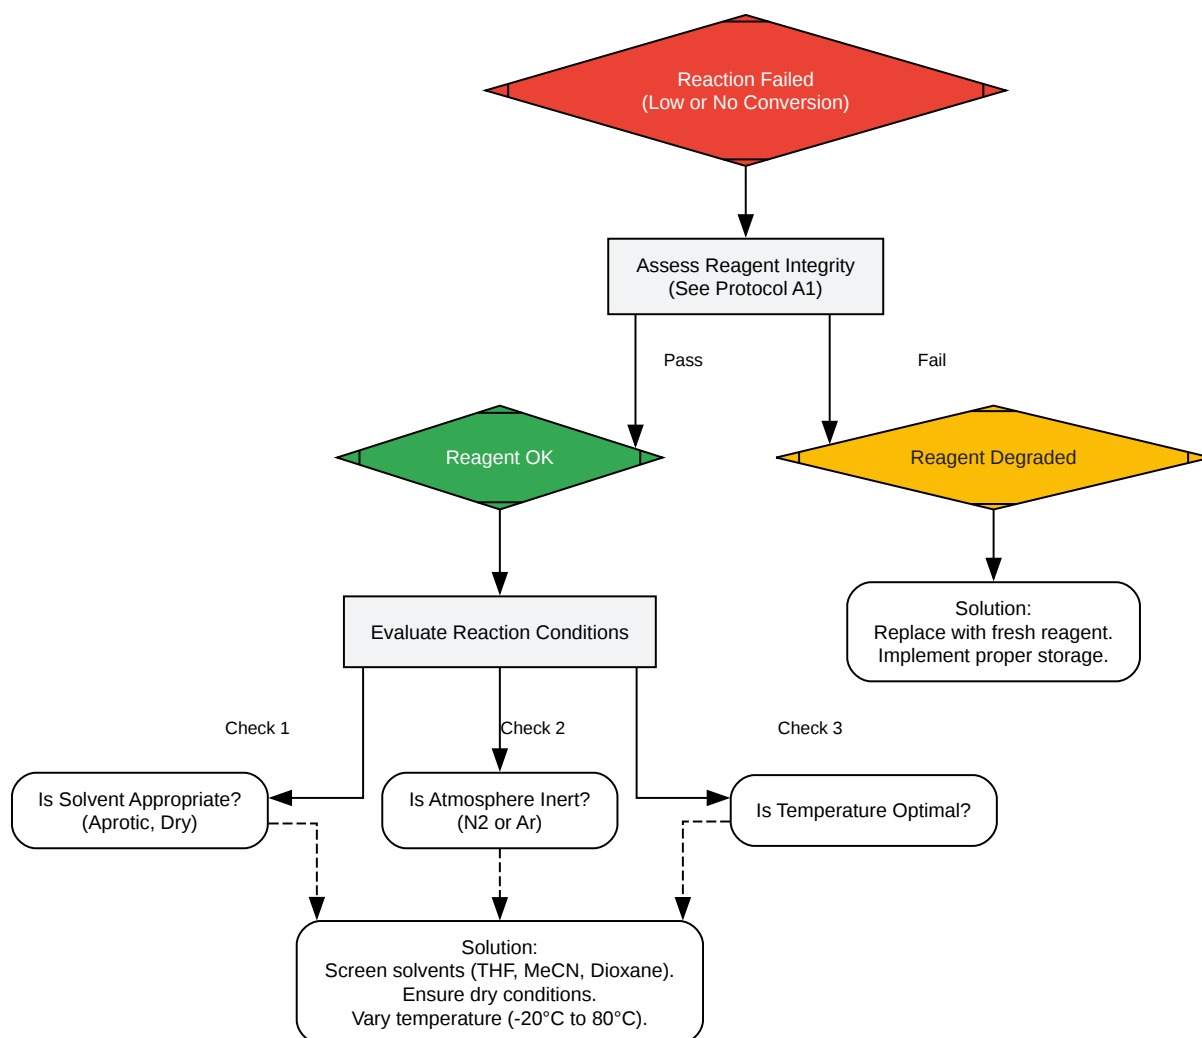 Reaction Failed
(Low or No Conversion)
Assess Reagent Integrity
(See Protocol A1)
Pass
Fail
Reagent OK
Reagent Degraded
Solution:
Replace with fresh reagent.
Implement proper storage.
Evaluate Reaction Conditions
Check 1
Check 2
Check 3
Is Solvent Appropriate?
(Aprotic, Dry)
Is Atmosphere Inert?
(N2 or Ar)
Is Temperature Optimal?
Solution:
Screen solvents (THF, MeCN, Dioxane).
Ensure dry conditions.
Vary temperature (-20°C to 80°C).